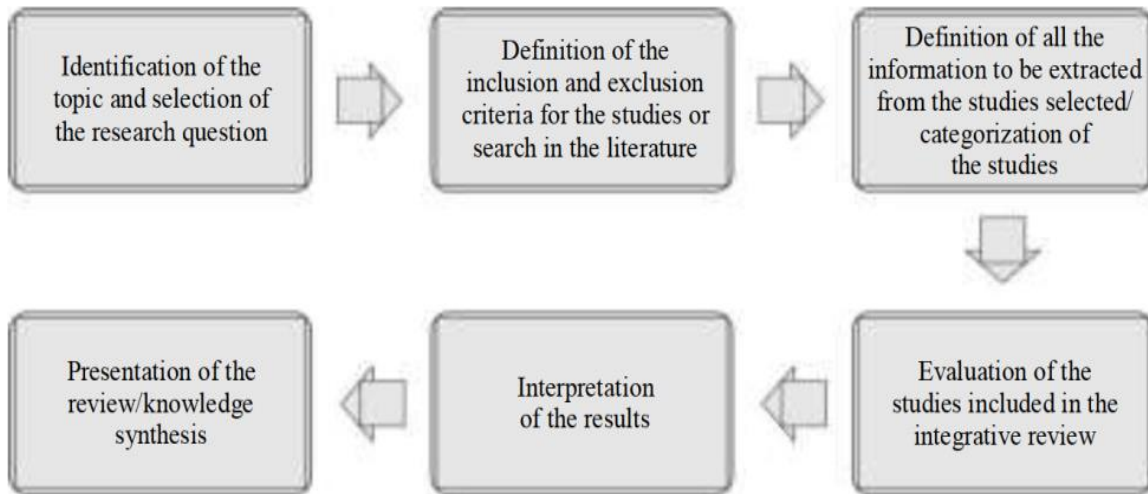 Identification of the
topic and selection of
the research question
Definition of the
inclusion and exclusion
criteria for the studies or
search in the literature
Definition of all the
information to be extracted
from the studies selected/
categorization of
the studies
Evaluation of the
studies included in the
integrative review
Interpretation
of the results
Presentation of the
review/knowledge
synthesis